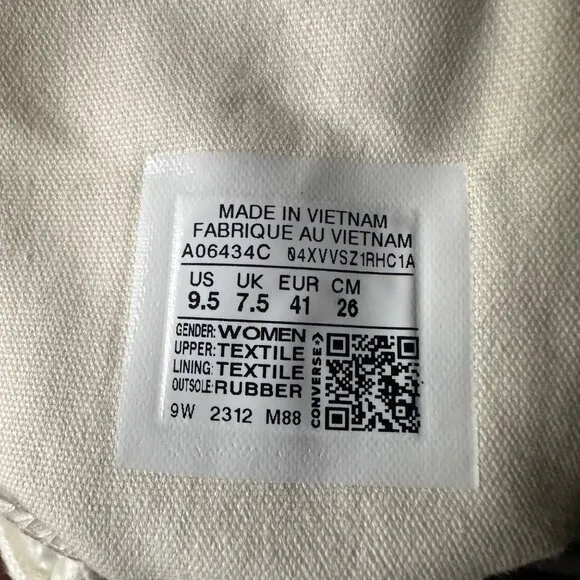 MADE IN VIETNAM
FABRIQUE AU VIETNAM
A06434C 04XVVSZ1RHC1A
US UK EUR CM
9.5 7.5 41 26
GENDER: WOMEN
UPPER: TEXTILE
LINING: TEXTILE
OUTSOLE: RUBBER
CONVERSE
9W 2312 M88